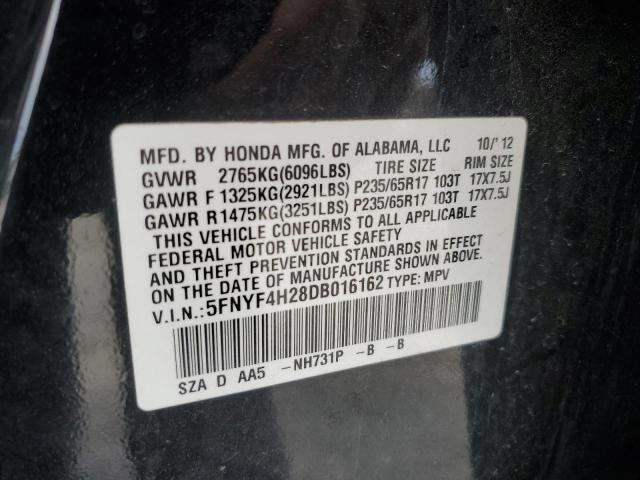 MFD. BY HONDA MFG. OF ALABAMA, LLC 10/'12
GVWR 2765KG(6096LBS) TIRE SIZE RIM SIZE
GAWR F 1325KG(2921LBS) P235/65R17 103T 17X7.5J
GAWR R1475KG(3251LBS) P235/65R17 103T 17X7.5J
THIS VEHICLE CONFORMS TO ALL APPLICABLE
FEDERAL MOTOR VEHICLE SAFETY
AND THEFT PREVENTION STANDARDS IN EFFECT
ON THE DATE OF MANUFACTURE SHOWN ABOVE.
V.I.N.:5FNYF4H28DB016162 TYPE: MPV
SZA D AA5 -NH731P -B -B